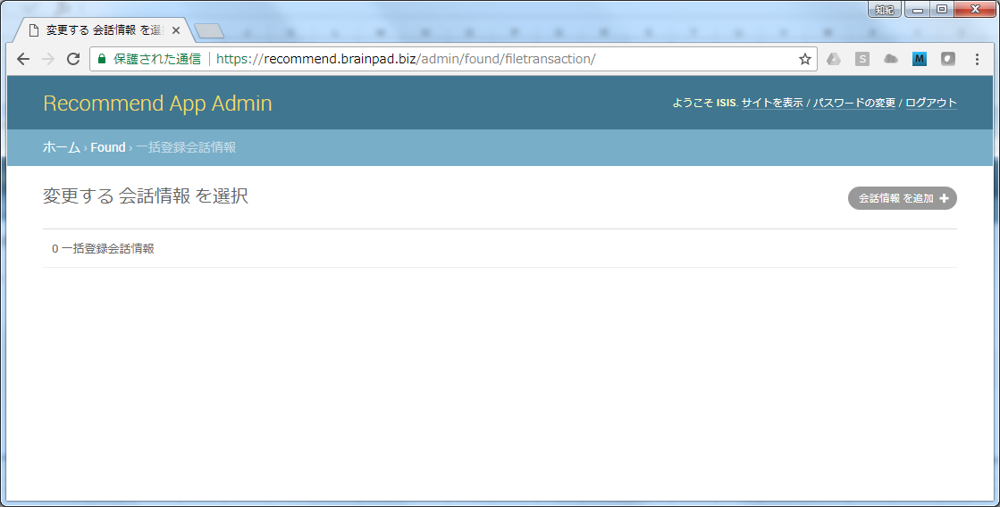 知紀
変更する 会話情報 を選
保護された通信 https://recommend.brainpad.biz/admin/found/filetransaction/
S M
Recommend App Admin
ようこそ ISIS. サイトを表示 / パスワードの変更 / ログアウト
ホーム › Found › 一括登録会話情報
変更する 会話情報 を選択
会話情報 を追加 +
0 一括登録会話情報